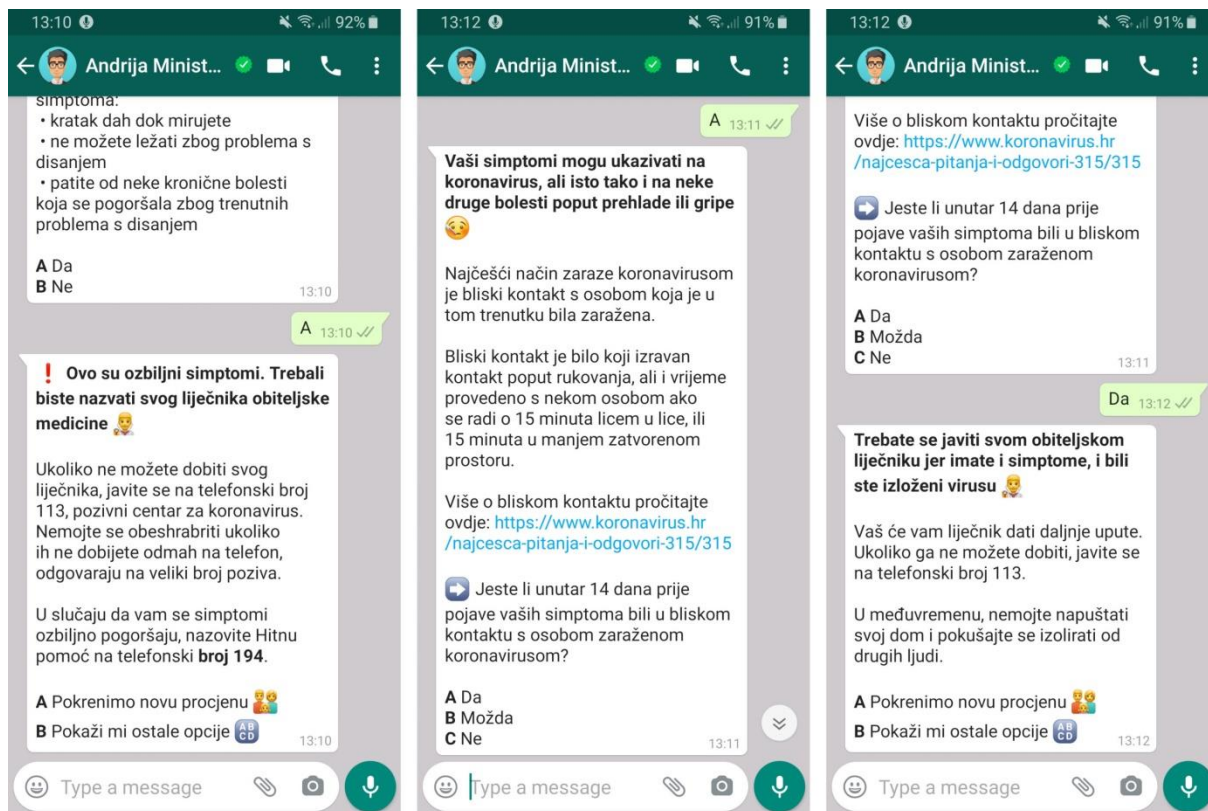 13:10 92%
Andrija Minist...
simptoma:
• kratak dah dok mirujete
• ne možete ležati zbog problema s
disanjem
• patite od neke kronične bolesti
koja se pogoršala zbog trenutnih
problema s disanjem
A Da
B Ne
13:10
A 13:10
❗ Ovo su ozbiljni simptomi. Trebali
biste nazvati svog liječnika obiteljske
medicine
Ukoliko ne možete dobiti svog
liječnika, javite se na telefonski broj
113, pozivni centar za koronavirus.
Nemojte se obeshrabriti ukoliko
ih ne dobijete odmah na telefon,
odgovaraju na veliki broj poziva.
U slučaju da vam se simptomi
ozbiljno pogoršaju, nazovite Hitnu
pomoć na telefonski broj 194.
A Pokrenimo novu procjenu
B Pokaži mi ostale opcije
13:10
Type a message
13:12 91%
Andrija Minist...
A 13:11
Vaši simptomi mogu ukazivati na
koronavirus, ali isto tako i na neke
druge bolesti poput prehlade ili gripe
Najčešći način zaraze koronavirusom
je bliski kontakt s osobom koja je u
tom trenutku bila zaražena.
Bliski kontakt je bilo koji izravan
kontakt poput rukovanja, ali i vrijeme
provedeno s nekom osobom ako
se radi o 15 minuta licem u lice, ili
15 minuta u manjem zatvorenom
prostoru.
Više o bliskom kontaktu pročitajte
ovdje: https://www.koronavirus.hr
/najcesca-pitanja-i-odgovori-315/315
Jeste li unutar 14 dana prije
pojave vaših simptoma bili u bliskom
kontaktu s osobom zaraženom
koronavirusom?
A Da
B Možda
C Ne
13:11
Type a message
13:12 91%
Andrija Minist...
Više o bliskom kontaktu pročitajte
ovdje: https://www.koronavirus.hr
/najcesca-pitanja-i-odgovori-315/315
Jeste li unutar 14 dana prije
pojave vaših simptoma bili u bliskom
kontaktu s osobom zaraženom
koronavirusom?
A Da
B Možda
C Ne
13:11
Da 13:12
Trebate se javiti svom obiteljskom
liječniku jer imate i simptome, i bili
ste izloženi virusu
Vaš će vam liječnik dati daljnje upute.
Ukoliko ga ne možete dobiti, javite se
na telefonski broj 113.
U međuvremenu, nemojte napuštati
svoj dom i pokušajte se izolirati od
drugih ljudi.
A Pokrenimo novu procjenu
B Pokaži mi ostale opcije
13:12
Type a message